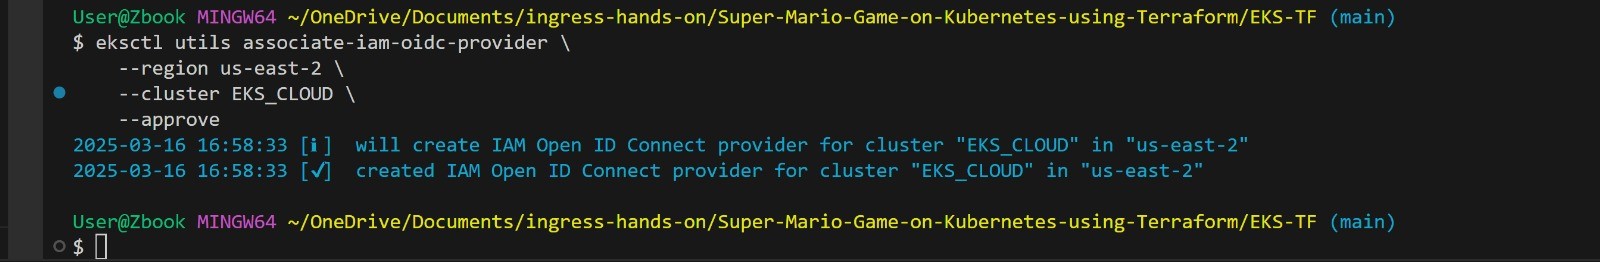 User@Zbook MINGW64 ~/OneDrive/Documents/ingress-hands-on/Super-Mario-Game-on-Kubernetes-using-Terraform/EKS-TF (main)
$ eksctl utils associate-iam-oidc-provider \
    --region us-east-2 \
    --cluster EKS_CLOUD \
    --approve
2025-03-16 16:58:33 [ℹ]  will create IAM Open ID Connect provider for cluster "EKS_CLOUD" in "us-east-2"
2025-03-16 16:58:33 [✔]  created IAM Open ID Connect provider for cluster "EKS_CLOUD" in "us-east-2"
User@Zbook MINGW64 ~/OneDrive/Documents/ingress-hands-on/Super-Mario-Game-on-Kubernetes-using-Terraform/EKS-TF (main)
$